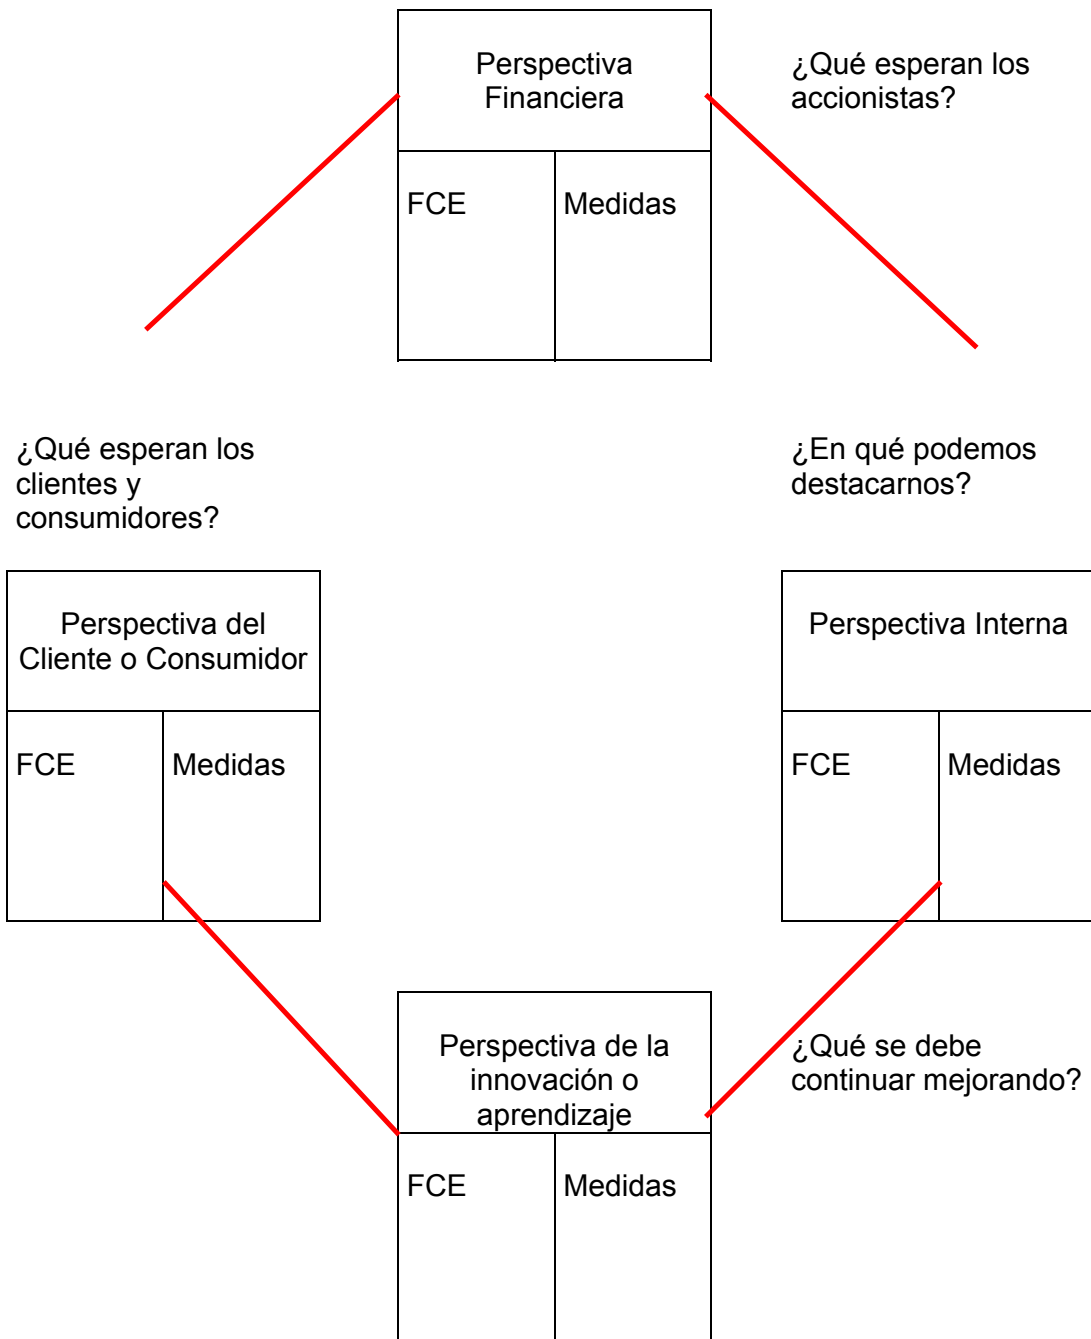 Perspectiva
Financiera
¿Qué esperan los
accionistas?
FCE
Medidas
¿Qué esperan los
clientes y
consumidores?
¿En qué podemos
destacarnos?
Perspectiva del
Cliente o Consumidor
FCE
Medidas
Perspectiva Interna
FCE
Medidas
Perspectiva de la
innovación o
aprendizaje
¿Qué se debe
continuar mejorando?
FCE
Medidas